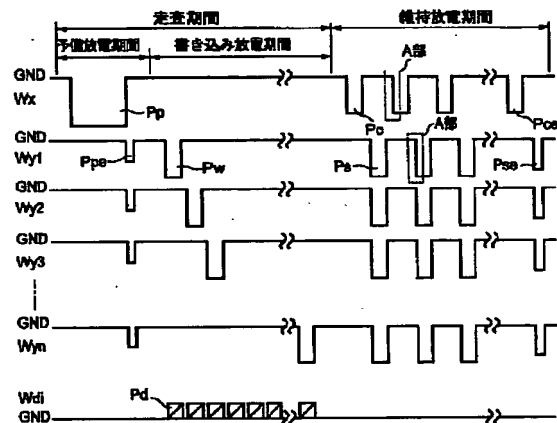 走査期間
維持放電期間
予備放電期間
書き込み放電期間
A部
GND
Wx
Pp
Pc
Pce
A部
GND
Wy1
Ppe
Pw
Ps
Pse
GND
Wy2
GND
Wy3
GND
Wyn
Wdi
Pd
GND